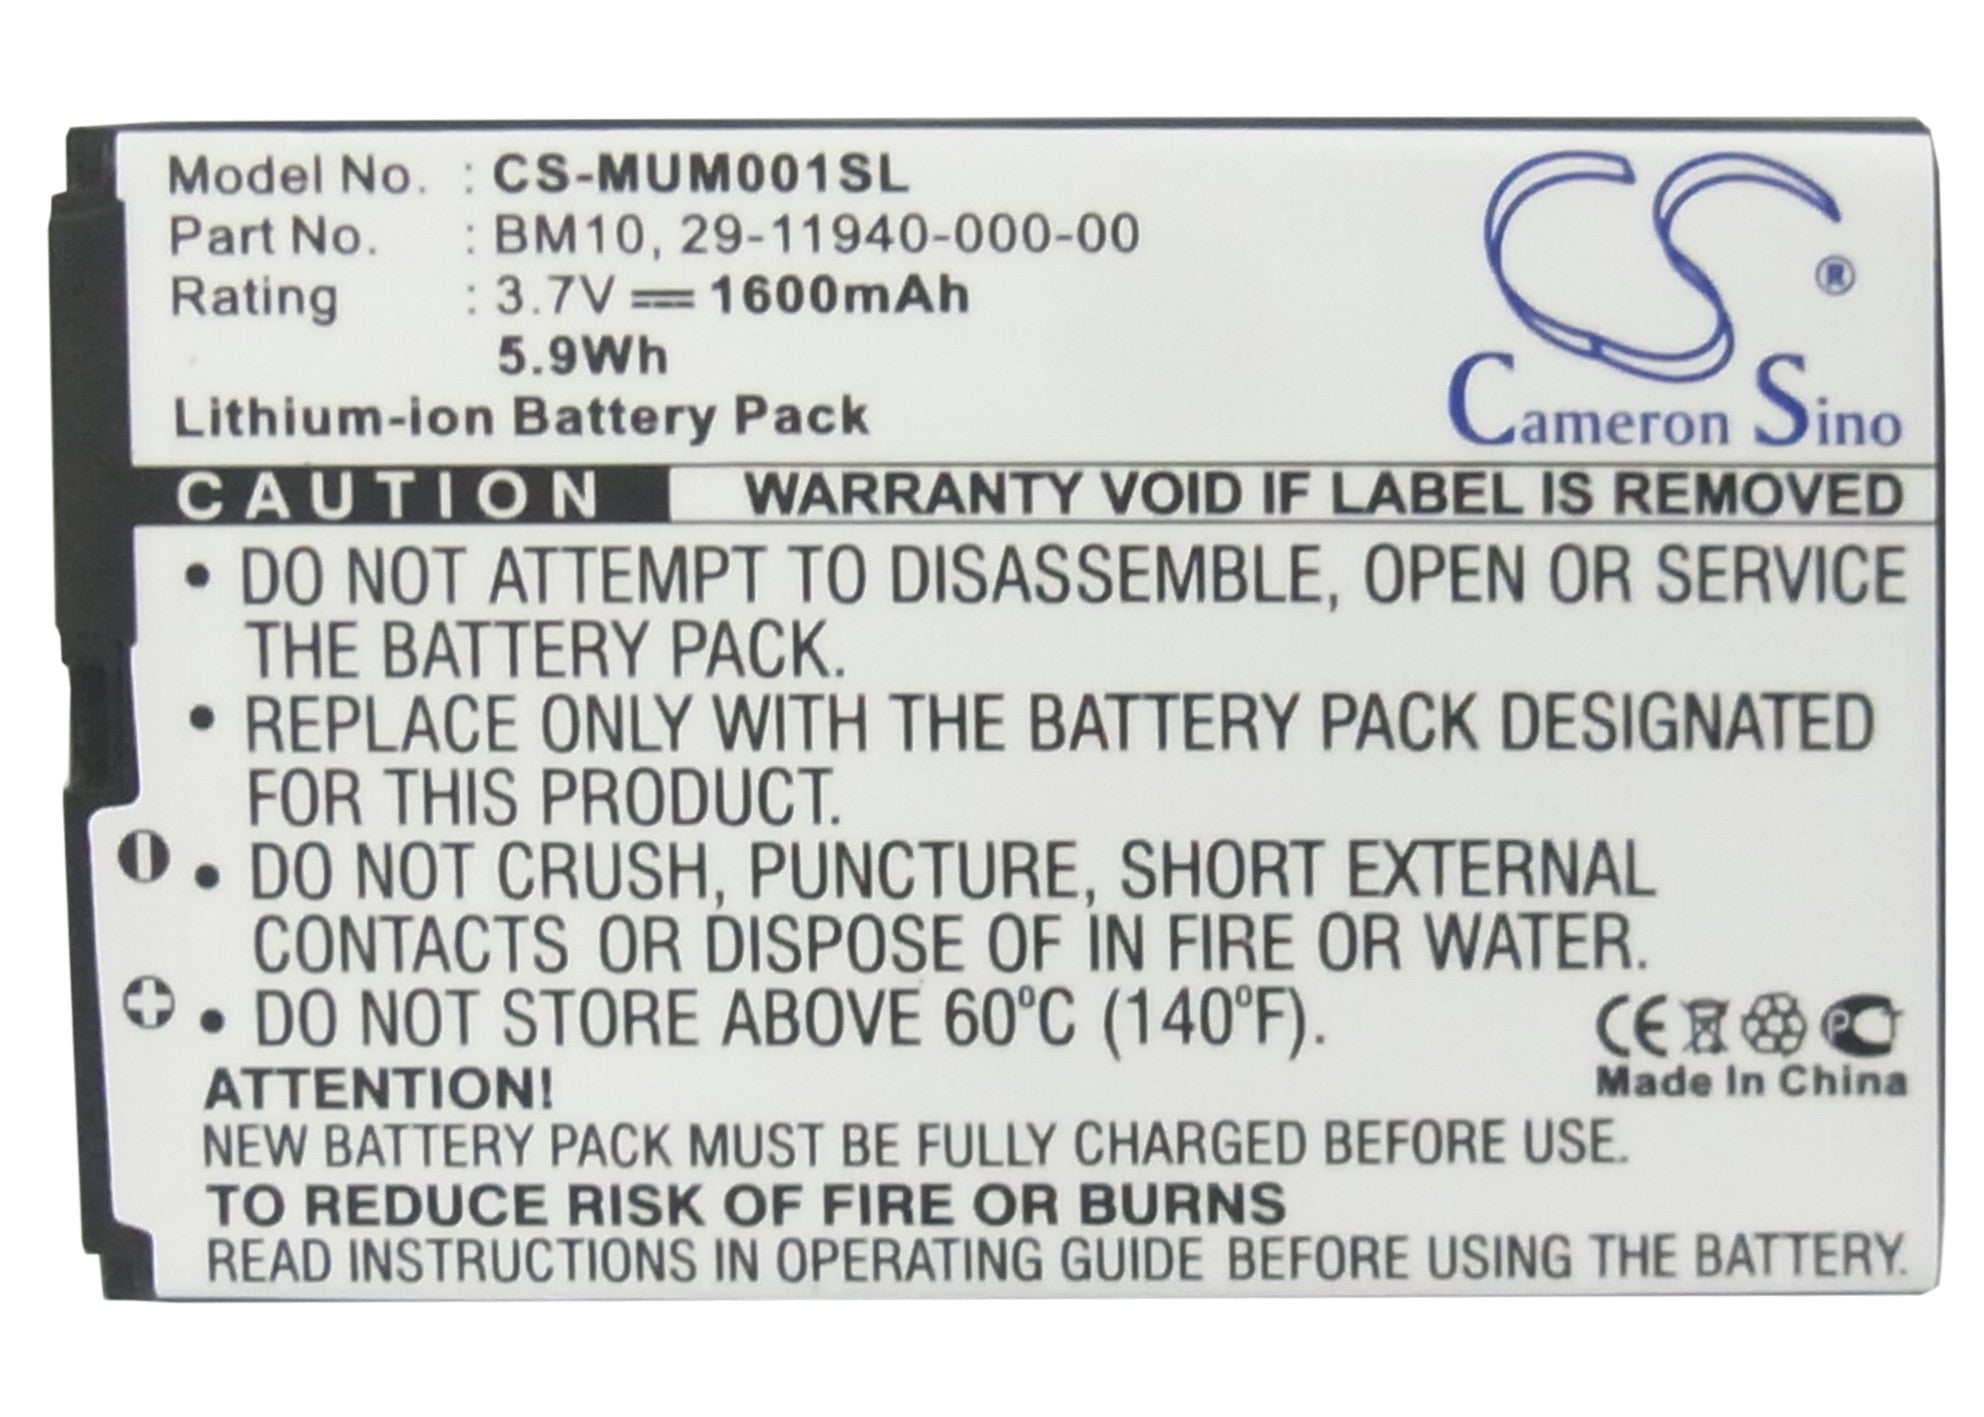 Model No. : CS-MUM001SL
Part No. : BM10, 29-11940-000-00
Rating : 3.7V 1600mAh
5.9Wh
Lithium-ion Battery Pack
CS ®
Cameron Sino
CAUTION WARRANTY VOID IF LABEL IS REMOVED
• DO NOT ATTEMPT TO DISASSEMBLE, OPEN OR SERVICE
THE BATTERY PACK.
• REPLACE ONLY WITH THE BATTERY PACK DESIGNATED
FOR THIS PRODUCT.
• DO NOT CRUSH, PUNCTURE, SHORT EXTERNAL
CONTACTS OR DISPOSE OF IN FIRE OR WATER.
• DO NOT STORE ABOVE 60ºC (140ºF).
CE PC
Made In China
ATTENTION!
NEW BATTERY PACK MUST BE FULLY CHARGED BEFORE USE.
TO REDUCE RISK OF FIRE OR BURNS
READ INSTRUCTIONS IN OPERATING GUIDE BEFORE USING THE BATTERY.